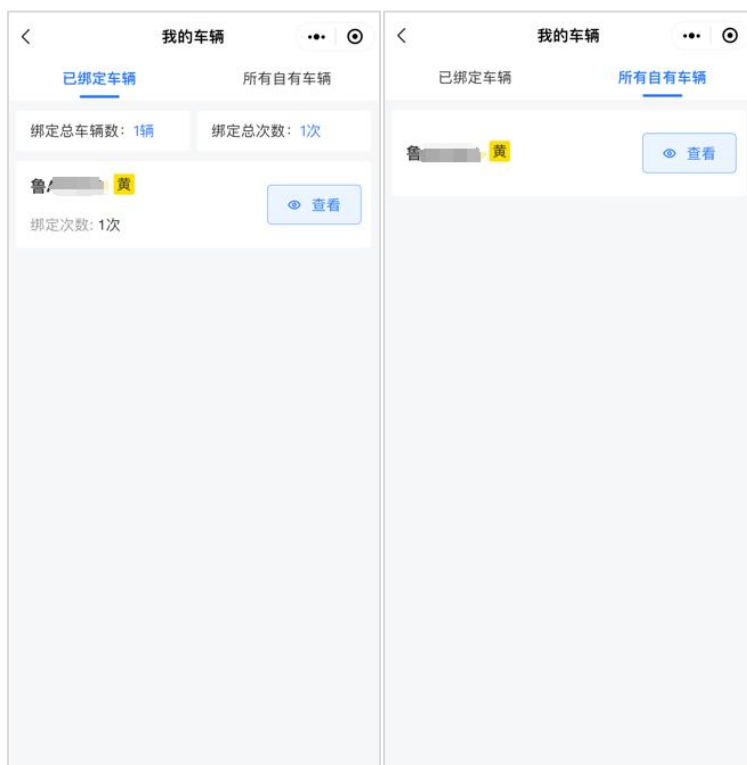 我的车辆
已绑定车辆
所有自有车辆
绑定总车辆数：1辆
绑定总次数：1次
鲁A 黄
查看
绑定次数: 1次
我的车辆
已绑定车辆
所有自有车辆
鲁 黄
查看